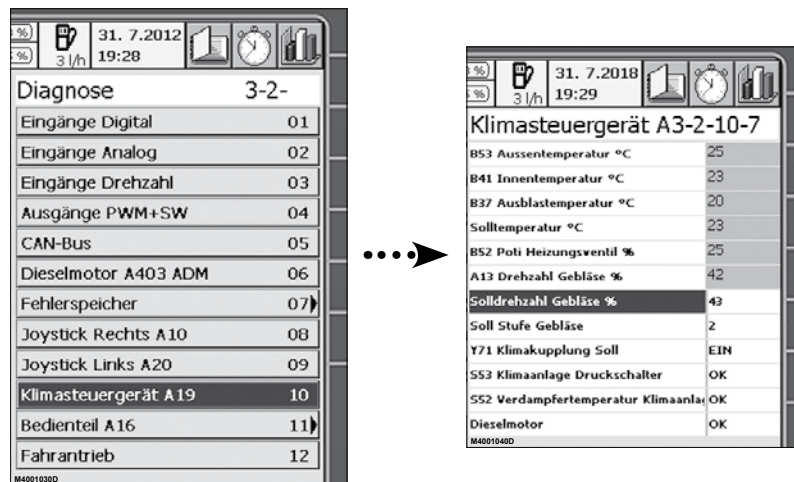 %)
%)
3 l/h
31. 7.2012
19:28
Diagnose 3-2-
Eingänge Digital 01
Eingänge Analog 02
Eingänge Drehzahl 03
Ausgänge PWM+SW 04
CAN-Bus 05
Dieselmotor A403 ADM 06
Fehlerspeicher 07
Joystick Rechts A10 08
Joystick Links A20 09
Klimasteuergerät A19 10
Bedienteil A16 11
Fahrantrieb 12
M4001030D
%)
%)
3 l/h
31. 7.2018
19:29
Klimasteuergerät A3-2-10-7
B53 Aussentemperatur °C 25
B41 Innentemperatur °C 23
B37 Ausblastemperatur °C 20
Solltemperatur °C 23
B52 Poti Heizungsventil % 25
A13 Drehzahl Gebläse % 42
Solldrehzahl Gebläse % 43
Soll Stufe Gebläse 2
Y71 Klimakupplung Soll EIN
S53 Klimaanlage Druckschalter OK
S52 Verdampfertemperatur Klimaanla OK
Dieselmotor OK
M4001040D